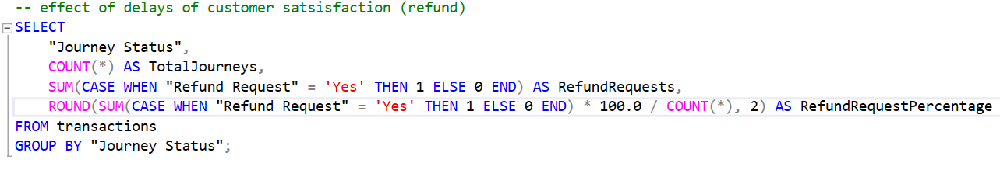 -- effect of delays of customer satsisfaction (refund)
SELECT
    "Journey Status",
    COUNT(*) AS TotalJourneys,
    SUM(CASE WHEN "Refund Request" = 'Yes' THEN 1 ELSE 0 END) AS RefundRequests,
    ROUND(SUM(CASE WHEN "Refund Request" = 'Yes' THEN 1 ELSE 0 END) * 100.0 / COUNT(*), 2) AS RefundRequestPercentage
FROM transactions
GROUP BY "Journey Status";